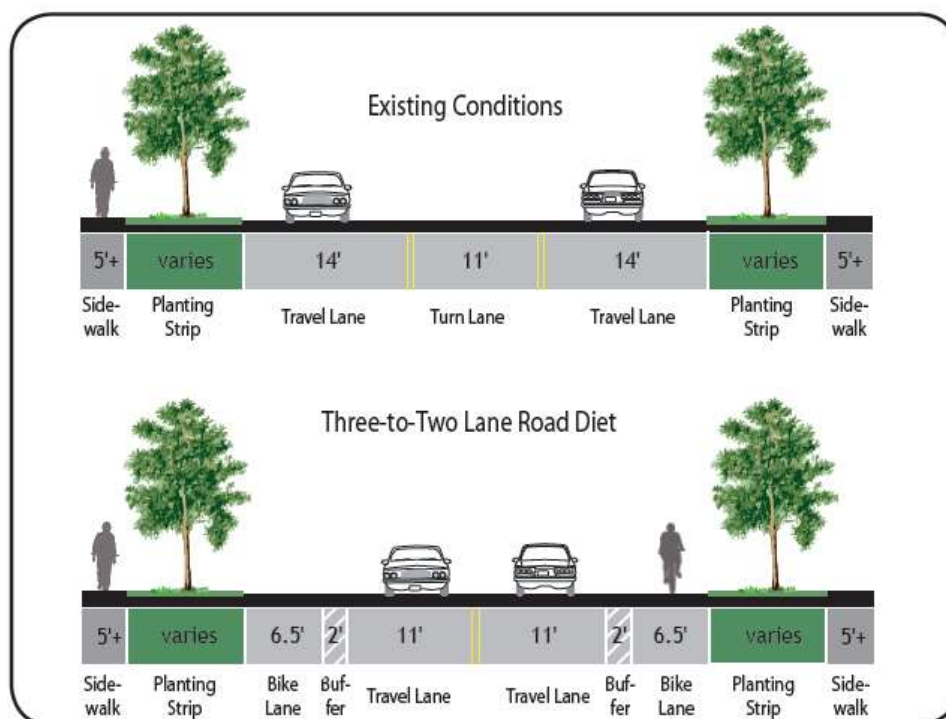 Existing Conditions
5'+ varies 14' 11' 14' varies 5'+
Side- Planting Travel Lane Turn Lane Travel Lane Planting Side-
walk Strip Strip walk
Three-to-Two Lane Road Diet
5'+ varies 6.5' 2' 11' 11' 2' 6.5' varies 5'+
Side- Planting Bike Buf- Travel Lane Travel Lane Buf- Bike Planting Side-
walk Strip Lane fer fer Lane Strip walk